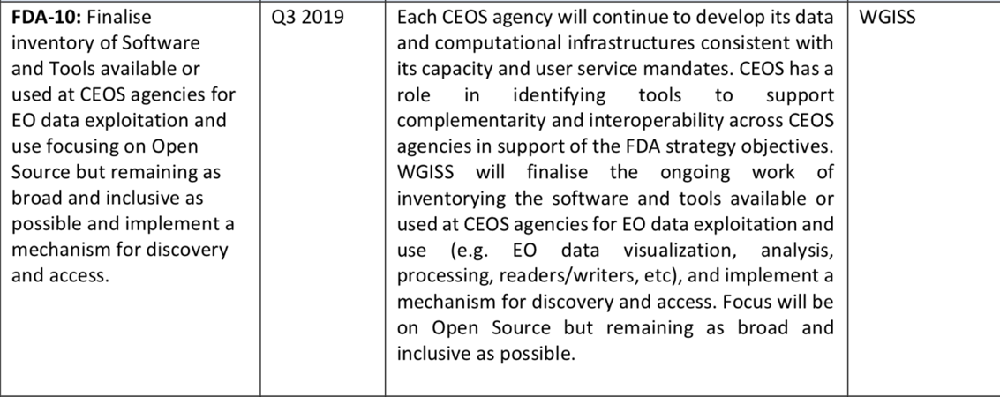 FDA-10: Finalise
inventory of Software
and Tools available or
used at CEOS agencies for
EO data exploitation and
use focusing on Open
Source but remaining as
broad and inclusive as
possible and implement a
mechanism for discovery
and access.
Q3 2019
Each CEOS agency will continue to develop its data
and computational infrastructures consistent with
its capacity and user service mandates. CEOS has a
role in identifying tools to support
complementarity and interoperability across CEOS
agencies in support of the FDA strategy objectives.
WGISS will finalise the ongoing work of
inventorying the software and tools available or
used at CEOS agencies for EO data exploitation and
use (e.g. EO data visualization, analysis,
processing, readers/writers, etc), and implement a
mechanism for discovery and access. Focus will be
on Open Source but remaining as broad and
inclusive as possible.
WGISS